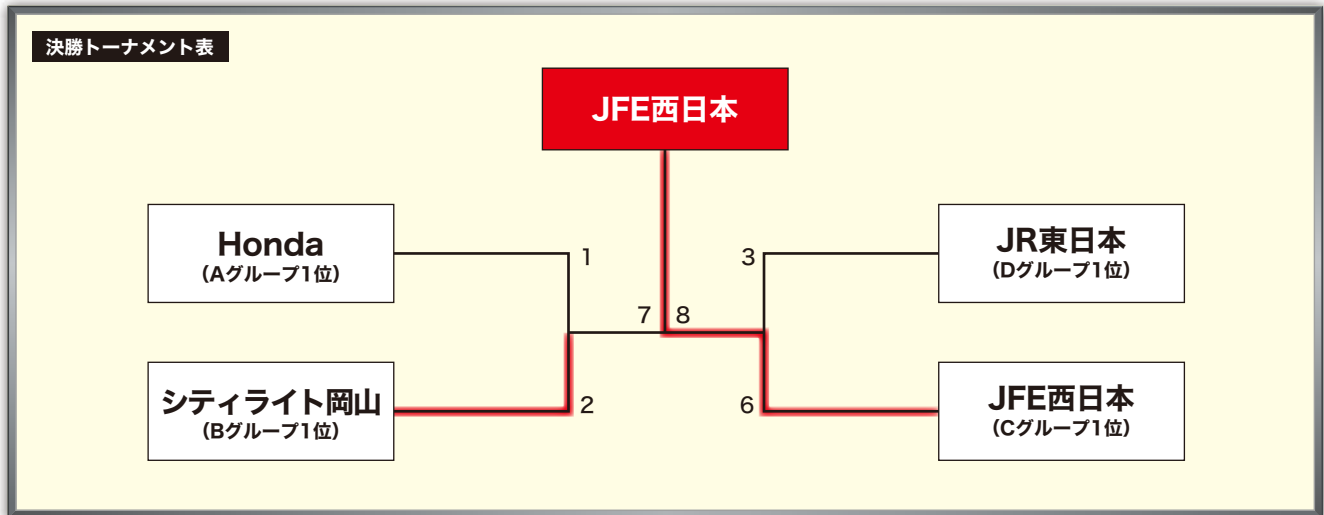 決勝トーナメント表
JFE西日本
Honda
（Aグループ1位）
1
3
JR東日本
（Dグループ1位）
7
8
シティライト岡山
（Bグループ1位）
2
6
JFE西日本
（Cグループ1位）